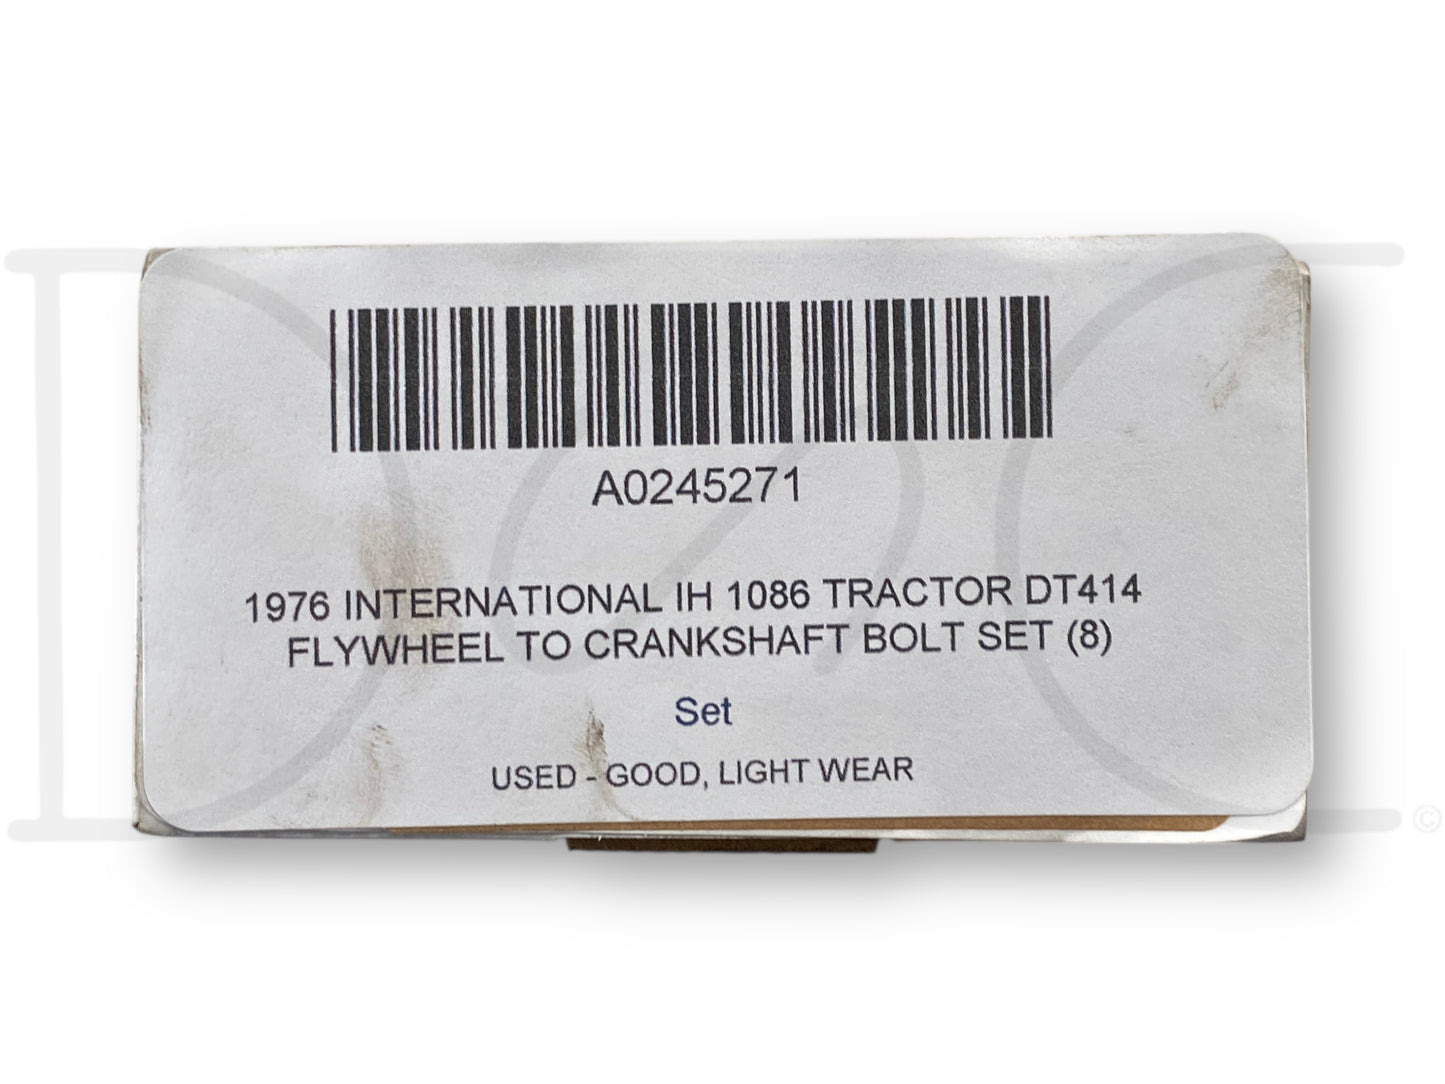 A0245271
1976 INTERNATIONAL IH 1086 TRACTOR DT414
FLYWHEEL TO CRANKSHAFT BOLT SET (8)
Set
USED - GOOD, LIGHT WEAR
©